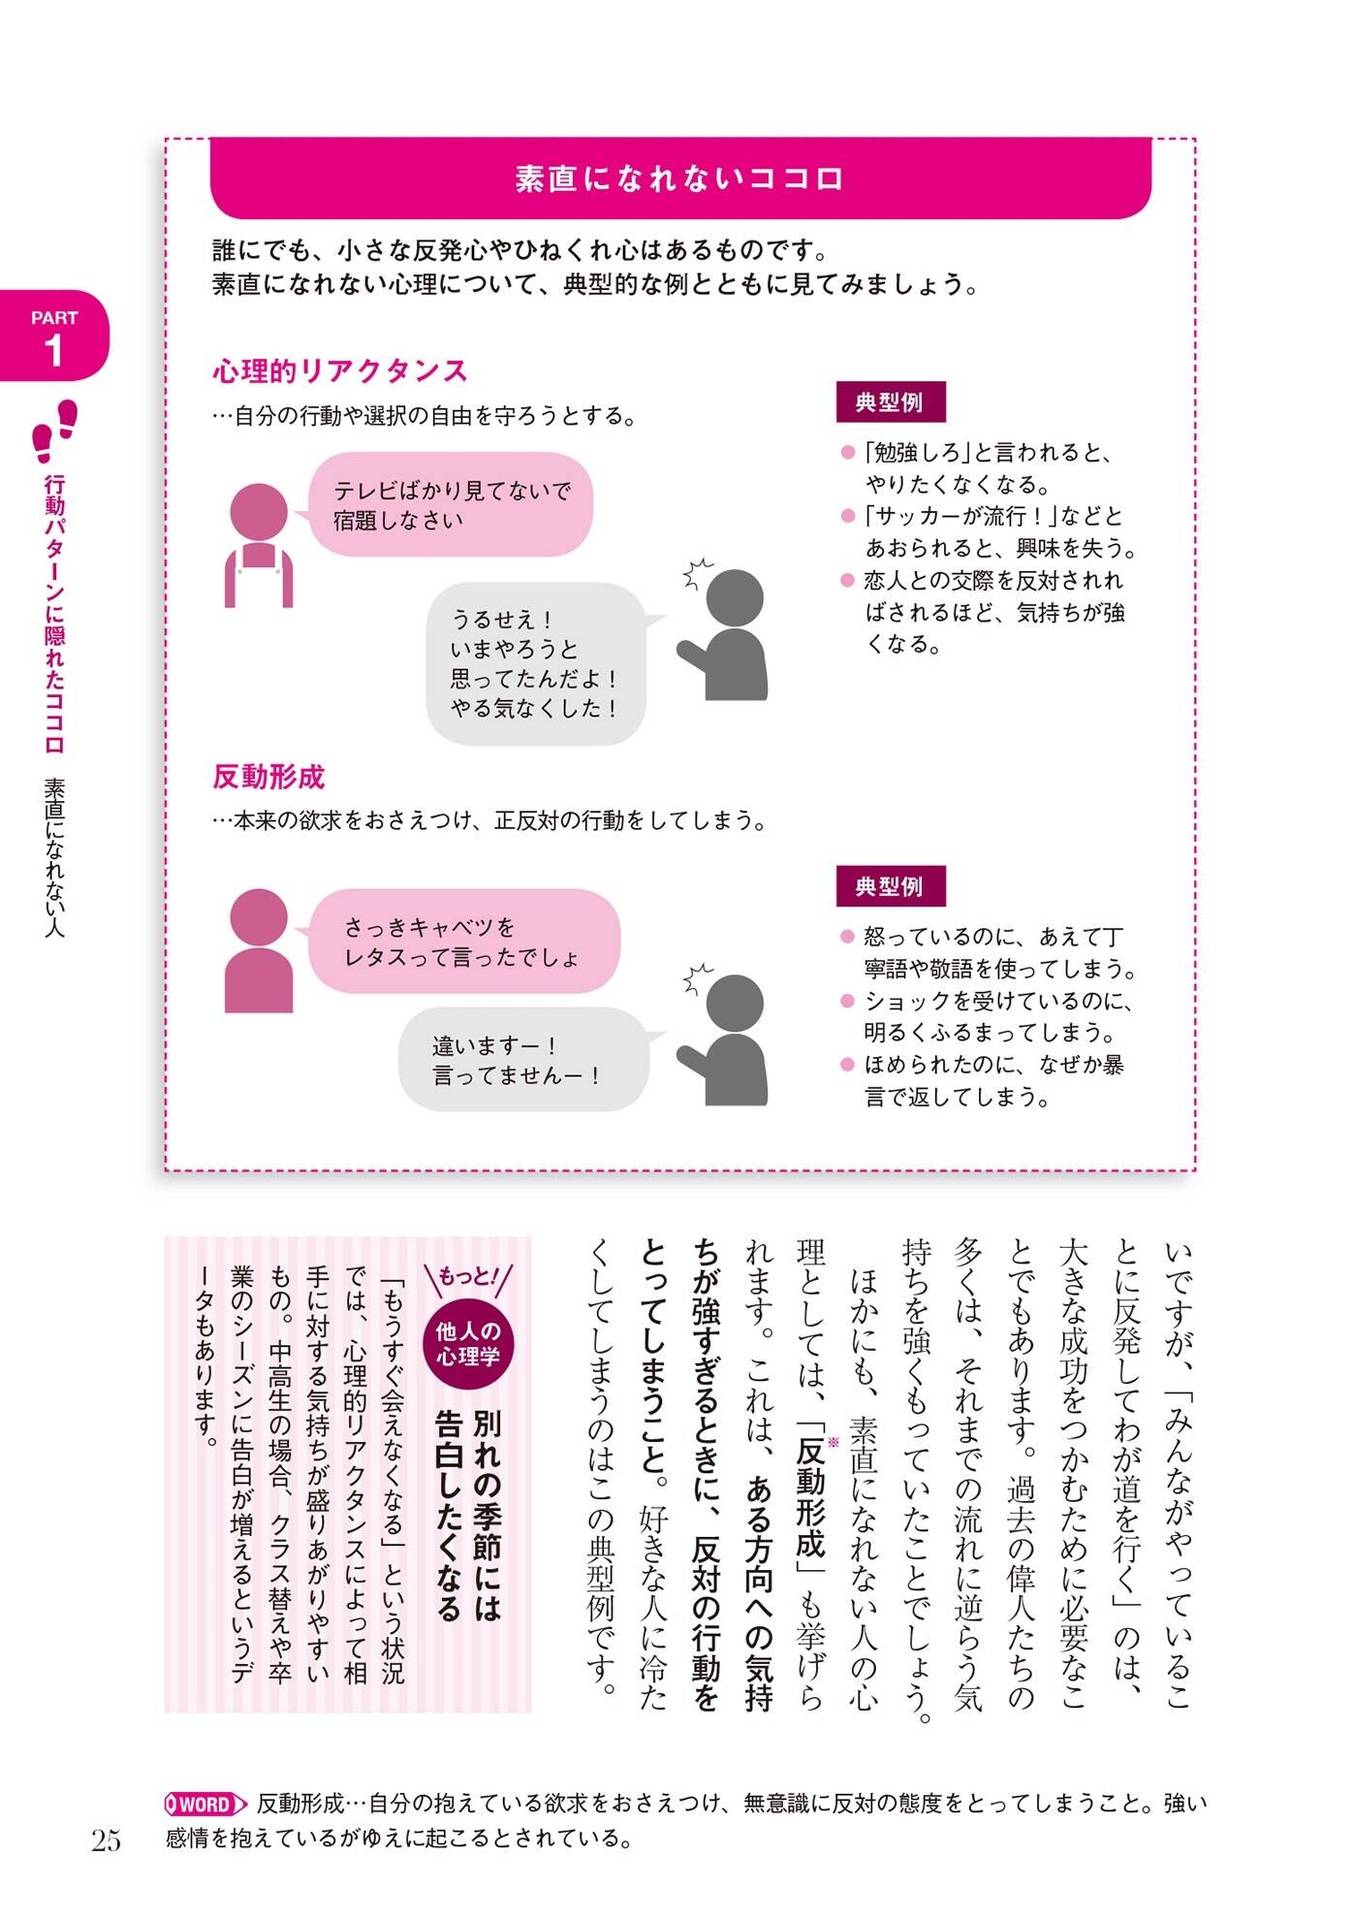 素直になれないココロ
誰にでも、小さな反発心やひねくれ心はあるものです。
素直になれない心理について、典型的な例とともに見てみましょう。
PART
1
行動パターンに隠れたココロ 素直になれない人
心理的リアクタンス
…自分の行動や選択の自由を守ろうとする。
テレビばかり見てないで
宿題しなさい
うるせえ！
いまやろうと
思ってたんだよ！
やる気なくした！
典型例
●「勉強しろ」と言われると、
やりたくなくなる。
●「サッカーが流行！」などと
あおられると、興味を失う。
●恋人との交際を反対されれ
ばされるほど、気持ちが強
くなる。
反動形成
…本来の欲求をおさえつけ、正反対の行動をしてしまう。
さっきキャベツを
レタスって言ったでしょ
違いますー！
言ってませんー！
典型例
●怒っているのに、あえて丁
寧語や敬語を使ってしまう。
●ショックを受けているのに、
明るくふるまってしまう。
●ほめられたのに、なぜか暴
言で返してしまう。
いですが、「みんながやっているこ
とに反発してわが道を行く」のは、
大きな成功をつかむために必要なこ
とでもあります。過去の偉人たちの
多くは、それまでの流れに逆らう気
持ちを強くもっていたことでしょう。
ほかにも、素直になれない人の心
理としては、「反動形成※」も挙げら
れます。これは、ある方向への気持
ちが強すぎるときに、反対の行動を
とってしまうこと。好きな人に冷た
くしてしまうのはこの典型例です。
もっと！
他人の
心理学
別れの季節には
告白したくなる
「もうすぐ会えなくなる」という状況
では、心理的リアクタンスによって相
手に対する気持ちが盛りあがりやすい
もの。中高生の場合、クラス替えや卒
業のシーズンに告白が増えるというデ
ータもあります。
WORD 反動形成…自分の抱えている欲求をおさえつけ、無意識に反対の態度をとってしまうこと。強い
感情を抱えているがゆえに起こるとされている。
25